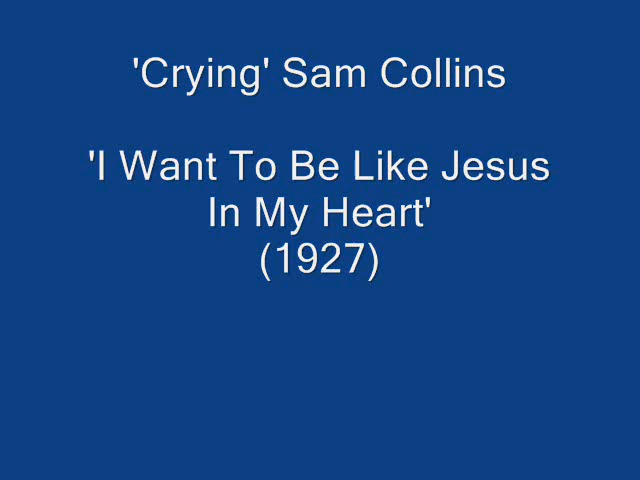 'Crying' Sam Collins
'I Want To Be Like Jesus
In My Heart'
(1927)